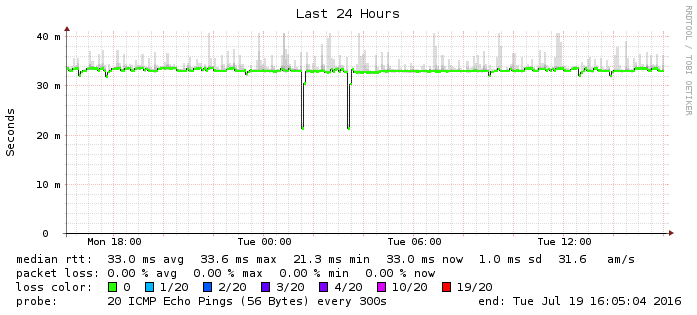 Last 24 Hours
RRDTOOL / TOBI OETIKER
Seconds
40 m
30 m
20 m
10 m
0
Mon 18:00 Tue 00:00 Tue 06:00 Tue 12:00
median rtt: 33.0 ms avg 33.6 ms max 21.3 ms min 33.0 ms now 1.0 ms sd 31.6 am/s
packet loss: 0.00 % avg 0.00 % max 0.00 % min 0.00 % now
loss color: 0 1/20 2/20 3/20 4/20 10/20 19/20
probe: 20 ICMP Echo Pings (56 Bytes) every 300s end: Tue Jul 19 16:05:04 2016